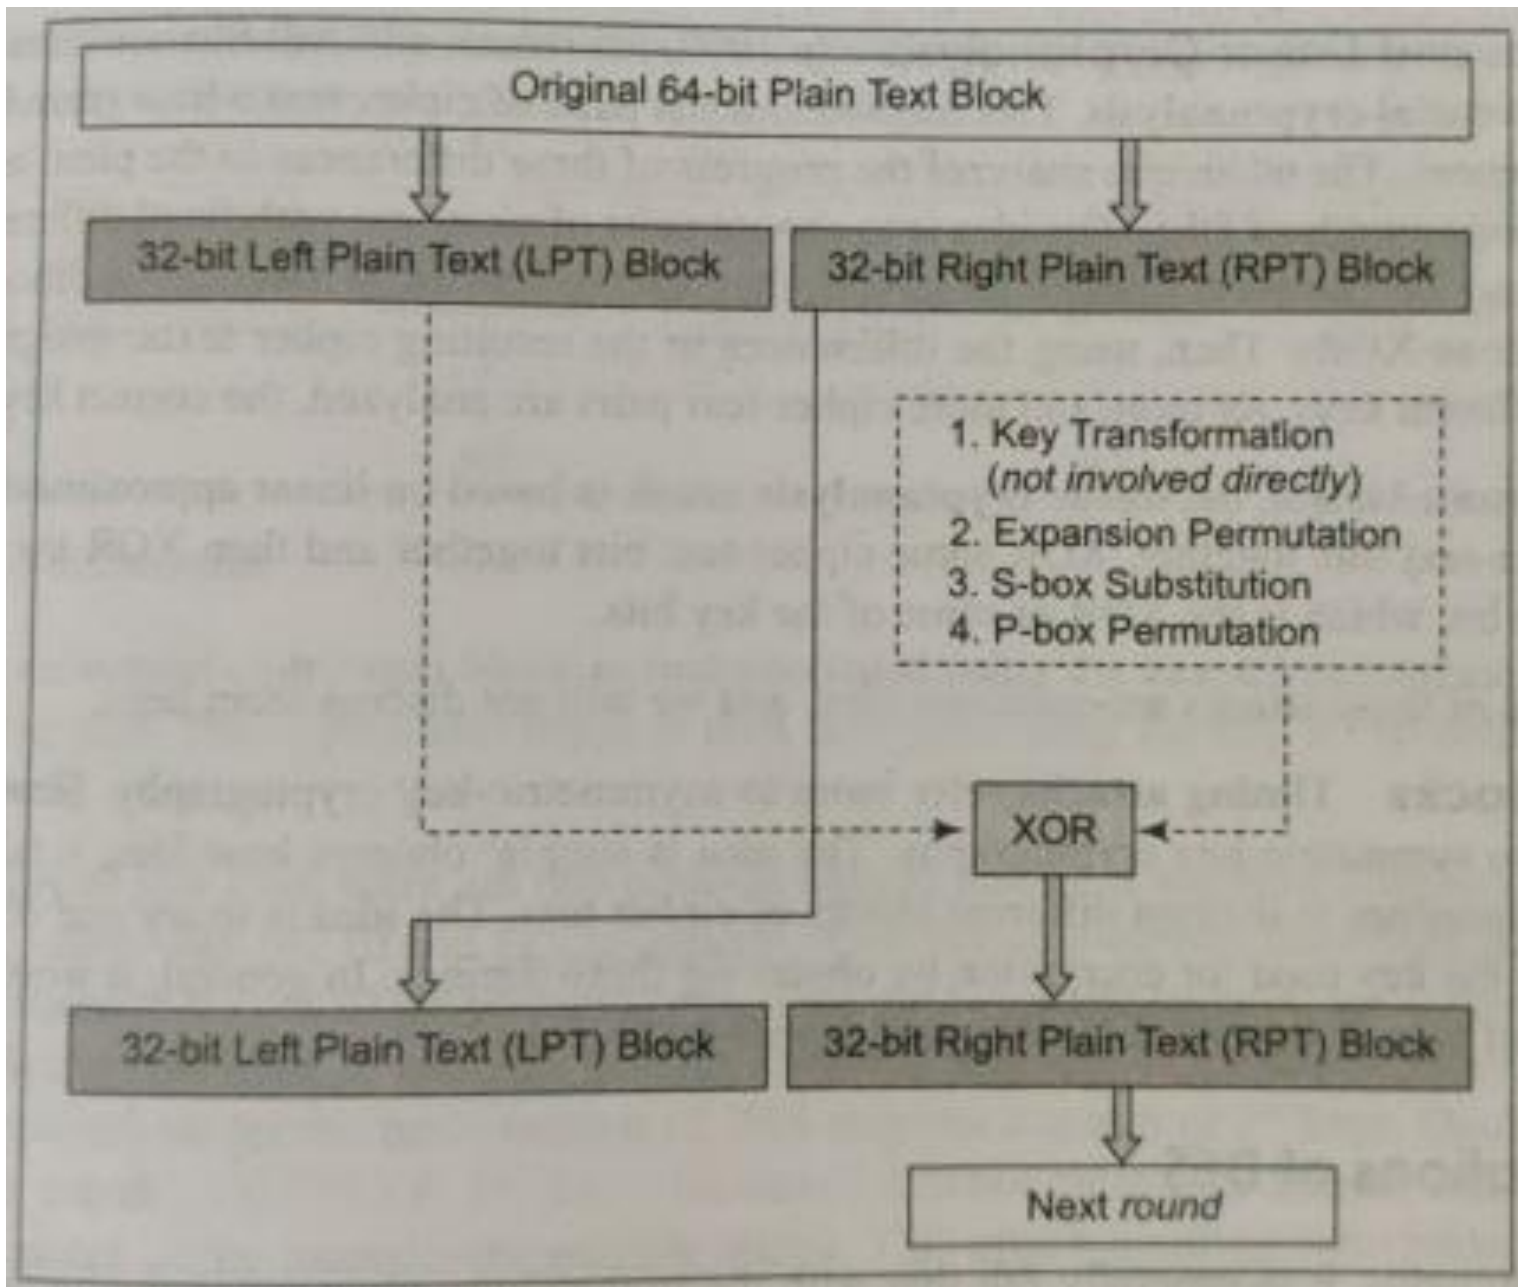 Original 64-bit Plain Text Block
32-bit Left Plain Text (LPT) Block
32-bit Right Plain Text (RPT) Block
1. Key Transformation
(not involved directly)
2. Expansion Permutation
3. S-box Substitution
4. P-box Permutation
XOR
32-bit Left Plain Text (LPT) Block
32-bit Right Plain Text (RPT) Block
Next round